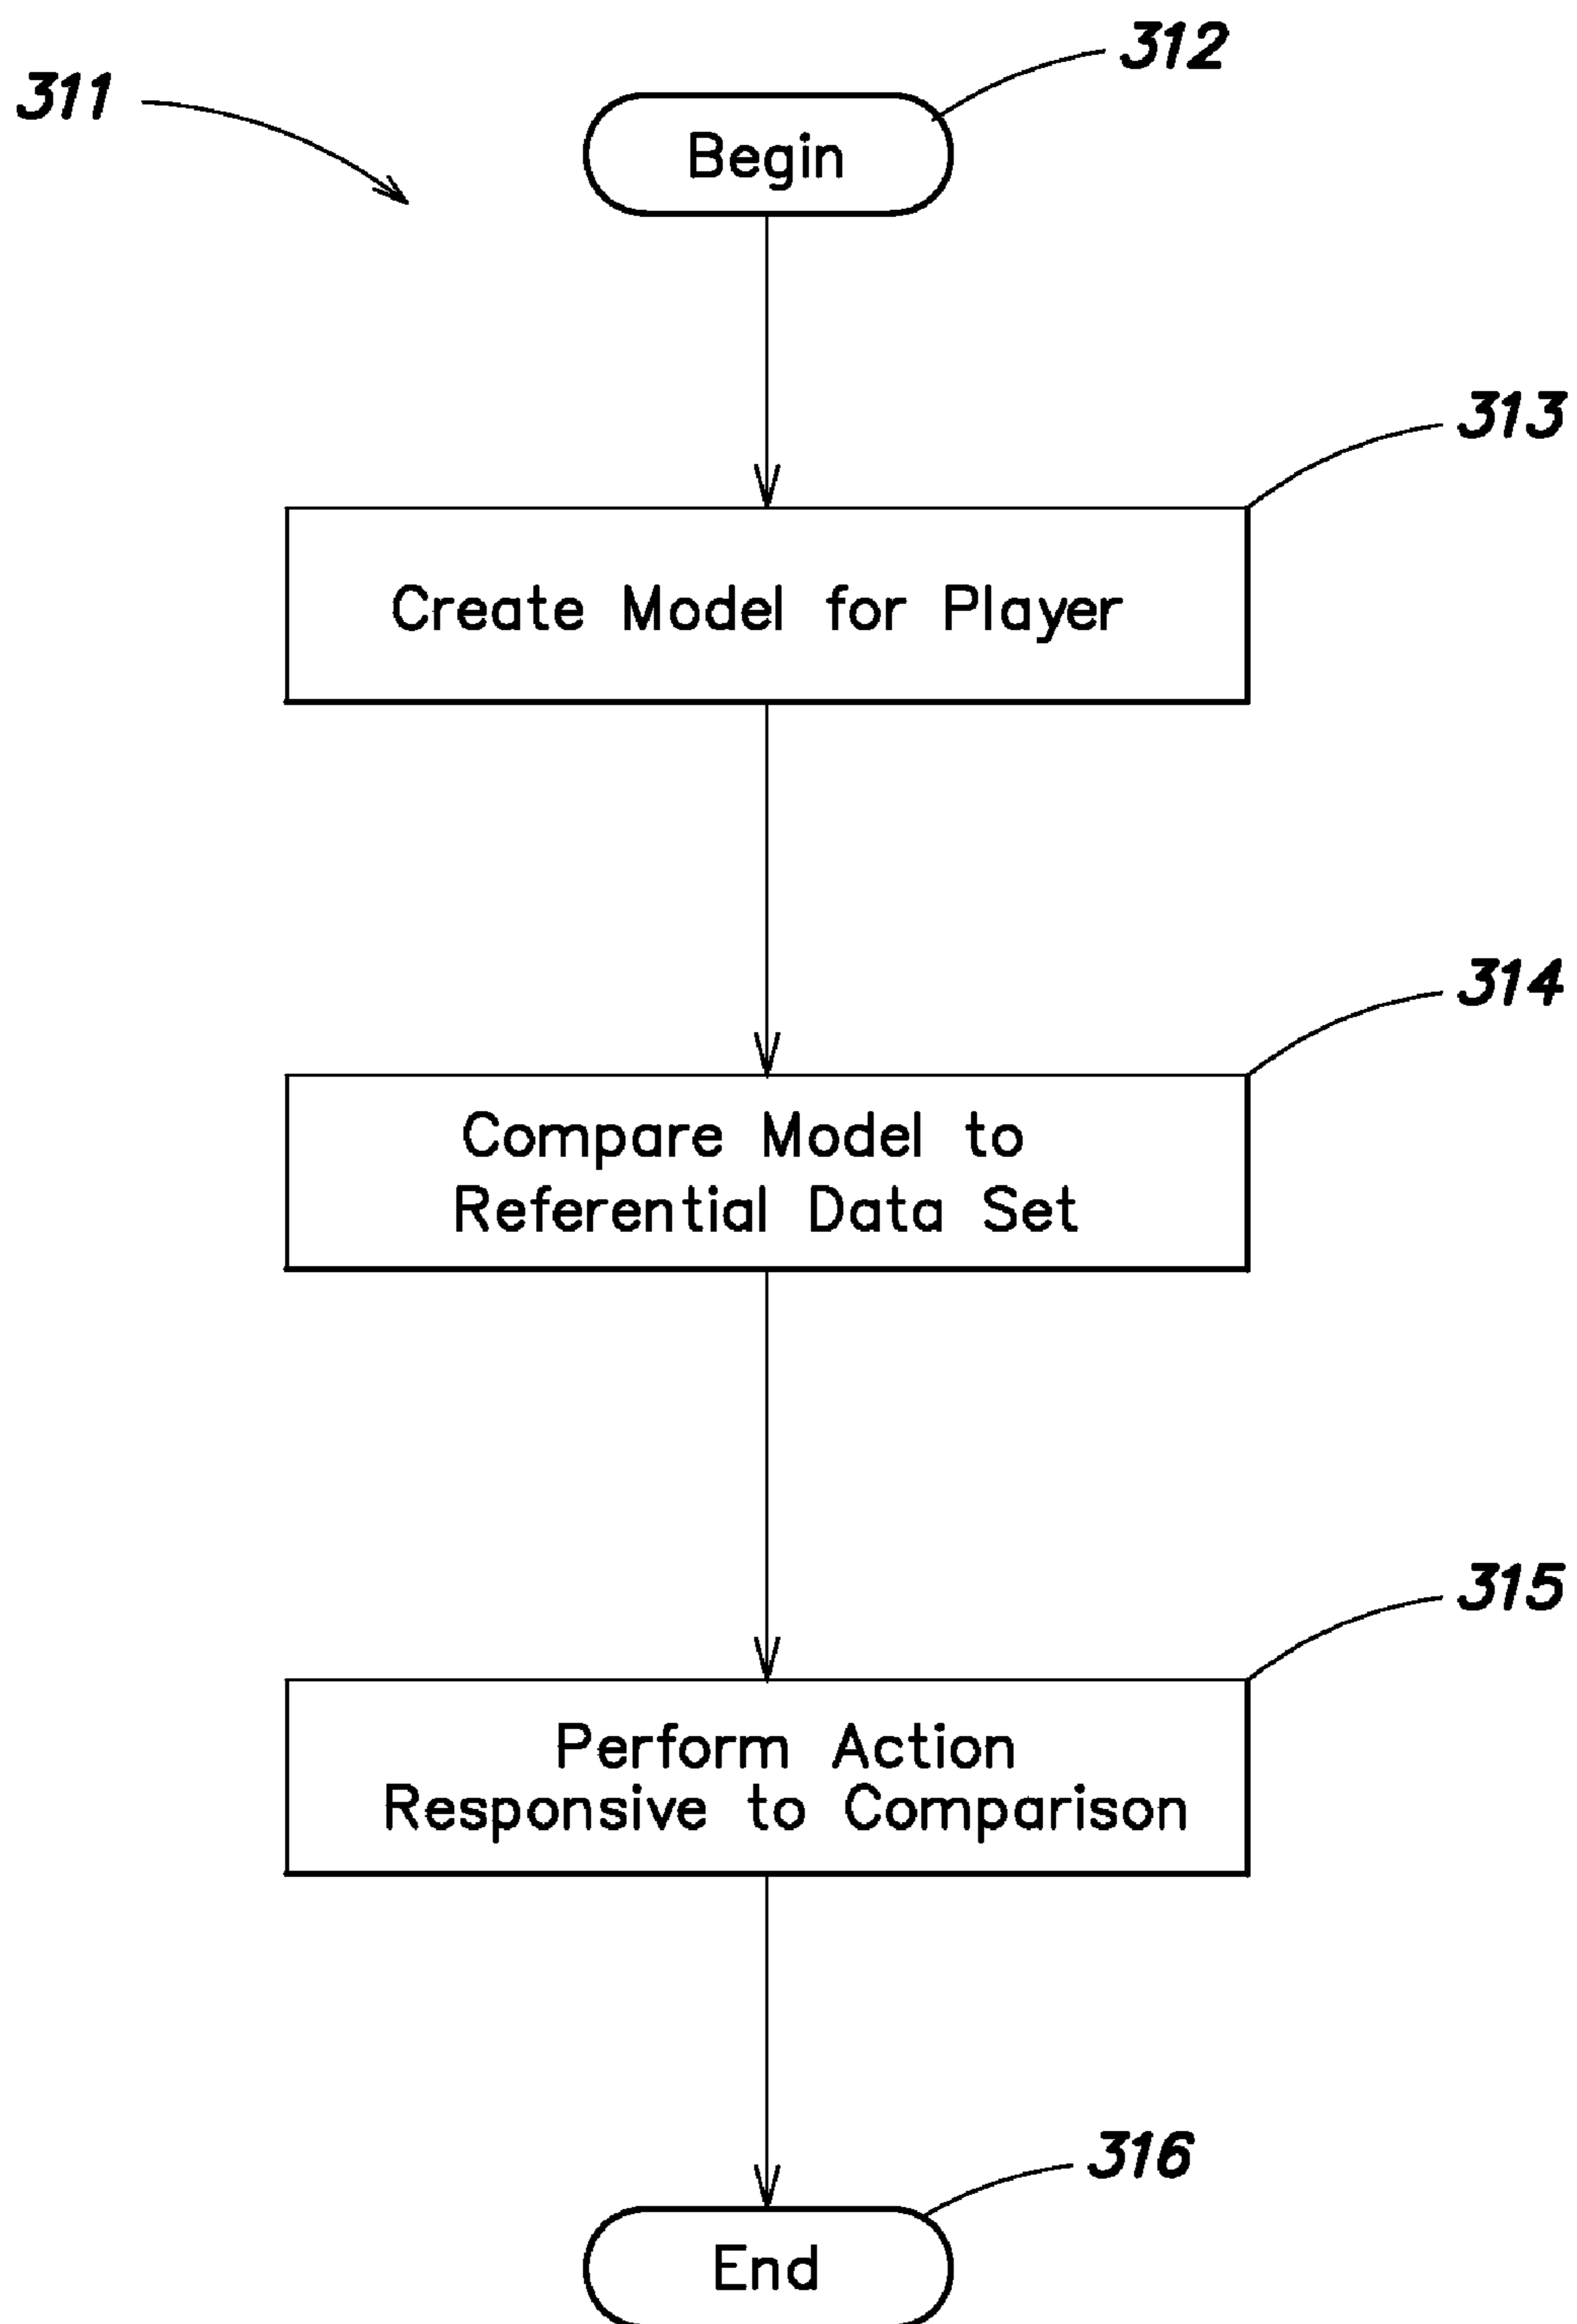 312
311
Begin
313
Create Model for Player
314
Compare Model to
Referential Data Set
315
Perform Action
Responsive to Comparison
316
End